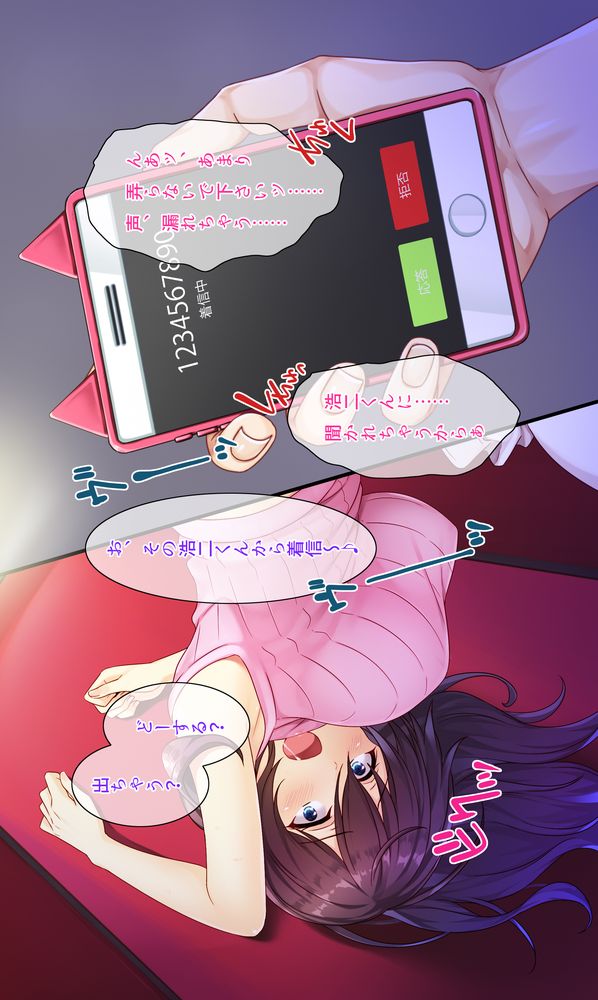 んあッ、あまり
弄らないで下さいッ……
声、漏れちゃう……
浩二くんに……
聞かれちゃうからぁ
1234567890
着信中
拒否
応答
ヴーッ
お、その浩二くんから着信～♪
ヴーッ
どーする?
出ちゃう?
ビクッ